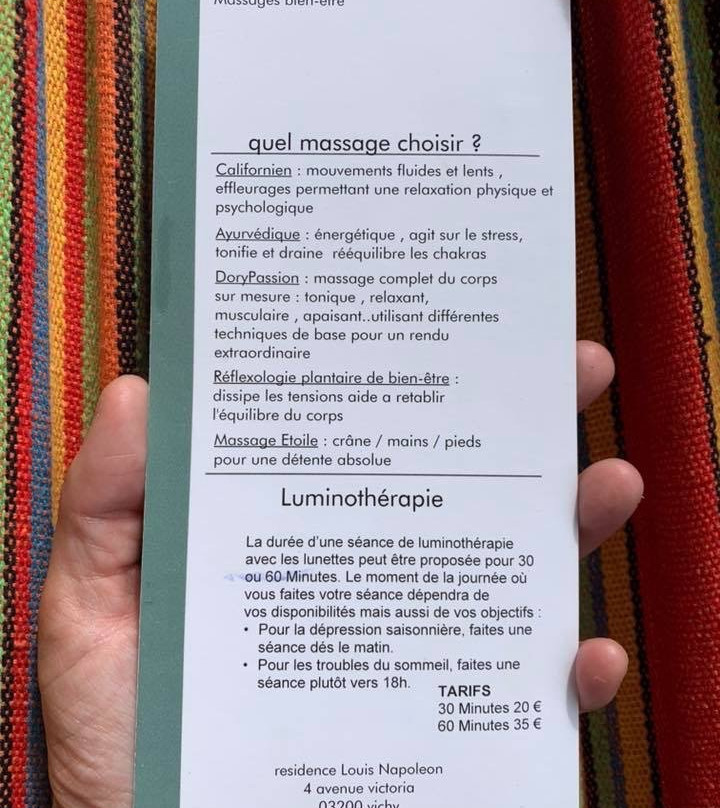 Massages bien-être
quel massage choisir ?
Californien : mouvements fluides et lents ,
effleurages permettant une relaxation physique et
psychologique
Ayurvédique : énergétique , agit sur le stress,
tonifie et draine rééquilibre les chakras
DoryPassion : massage complet du corps
sur mesure : tonique , relaxant,
musculaire , apaisant..utilisant différentes
techniques de base pour un rendu
extraordinaire
Réflexologie plantaire de bien-être :
dissipe les tensions aide a retablir
l'équilibre du corps
Massage Etoile : crâne / mains / pieds
pour une détente absolue
Luminothérapie
La durée d'une séance de luminothérapie
avec les lunettes peut être proposée pour 30
ou 60 Minutes. Le moment de la journée où
vous faites votre séance dépendra de
vos disponibilités mais aussi de vos objectifs :
• Pour la dépression saisonnière, faites une
séance dés le matin.
• Pour les troubles du sommeil, faites une
séance plutôt vers 18h.
TARIFS
30 Minutes 20 €
60 Minutes 35 €
residence Louis Napoleon
4 avenue victoria
03200 vichy